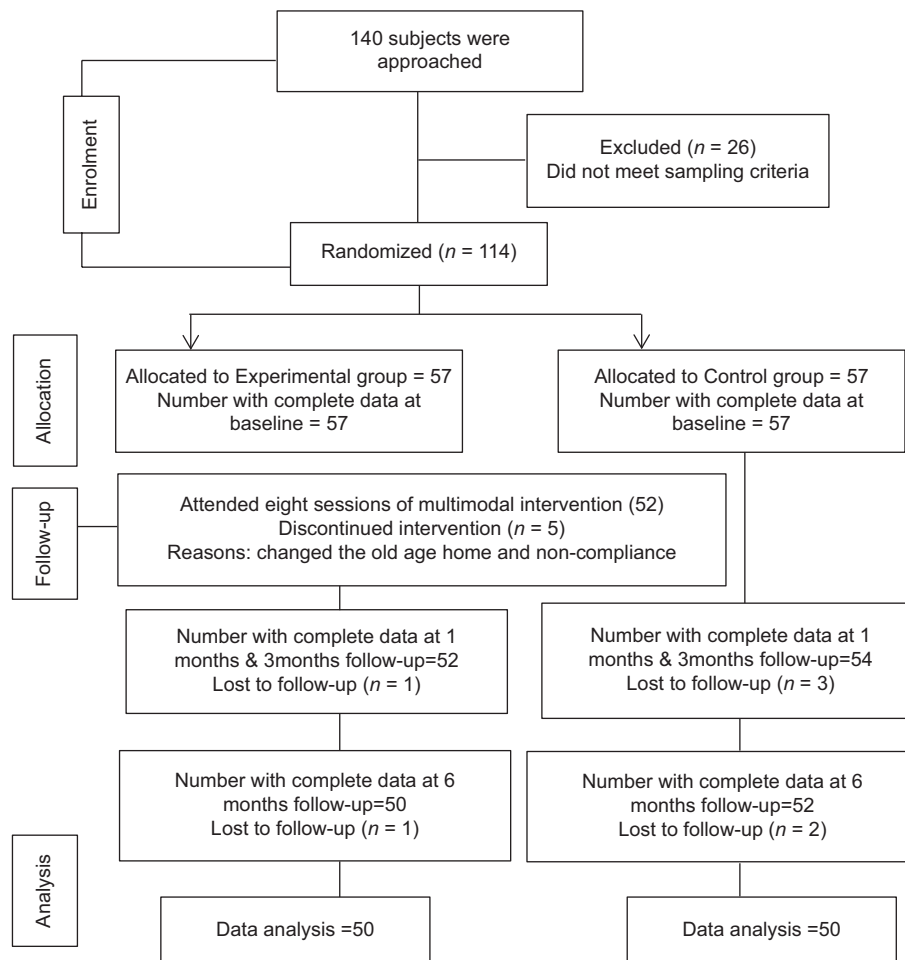 140 subjects were
approached
Enrolment
Excluded (n = 26)
Did not meet sampling criteria
Randomized (n = 114)
Allocation
Allocated to Experimental group = 57
Number with complete data at
baseline = 57
Allocated to Control group = 57
Number with complete data at
baseline = 57
Follow-up
Attended eight sessions of multimodal intervention (52)
Discontinued intervention (n = 5)
Reasons: changed the old age home and non-compliance
Number with complete data at 1
months & 3months follow-up=52
Lost to follow-up (n = 1)
Number with complete data at 1
months & 3months follow-up=54
Lost to follow-up (n = 3)
Number with complete data at 6
months follow-up=50
Lost to follow-up (n = 1)
Number with complete data at 6
months follow-up=52
Lost to follow-up (n = 2)
Analysis
Data analysis =50
Data analysis =50